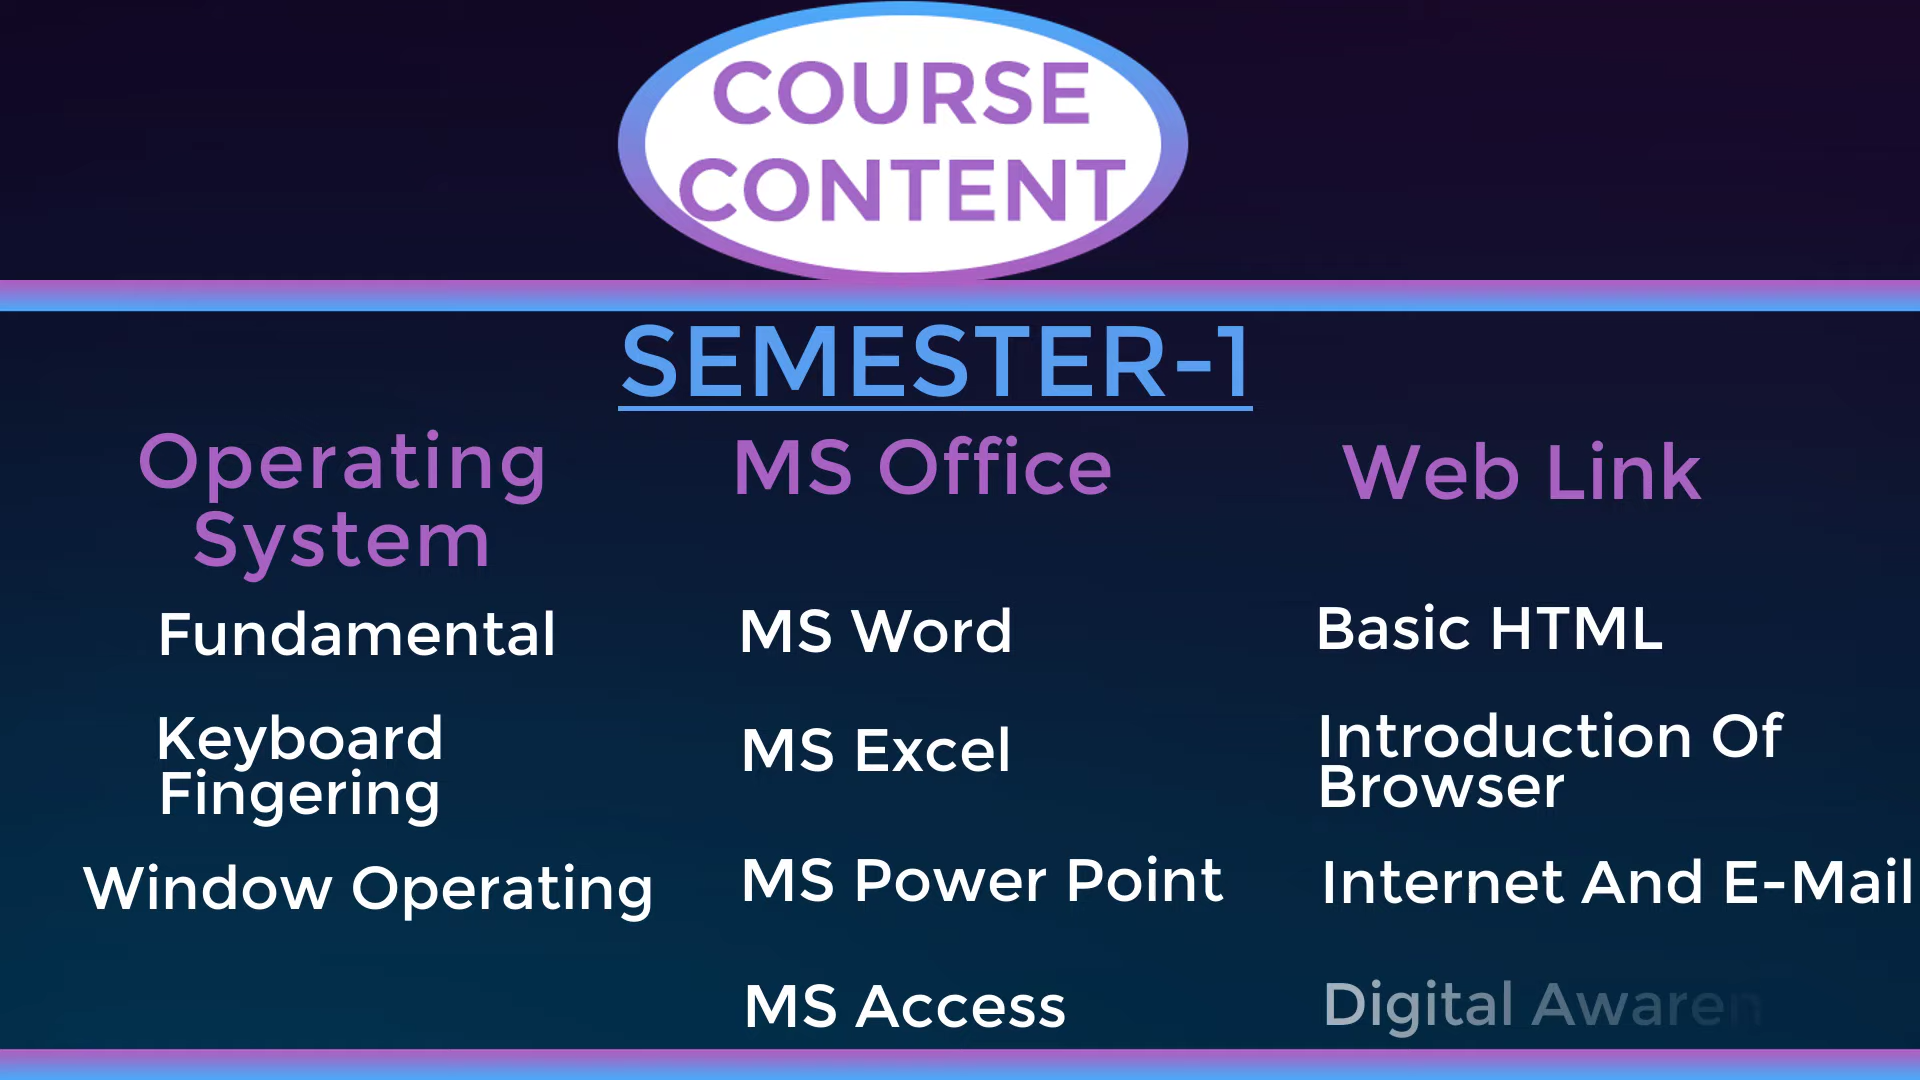 COURSE
CONTENT
SEMESTER-1
Operating
System
Fundamental
Keyboard
Fingering
Window Operating
MS Office
MS Word
MS Excel
MS Power Point
MS Access
Web Link
Basic HTML
Introduction Of
Browser
Internet And E-Mail
Digital Awaren